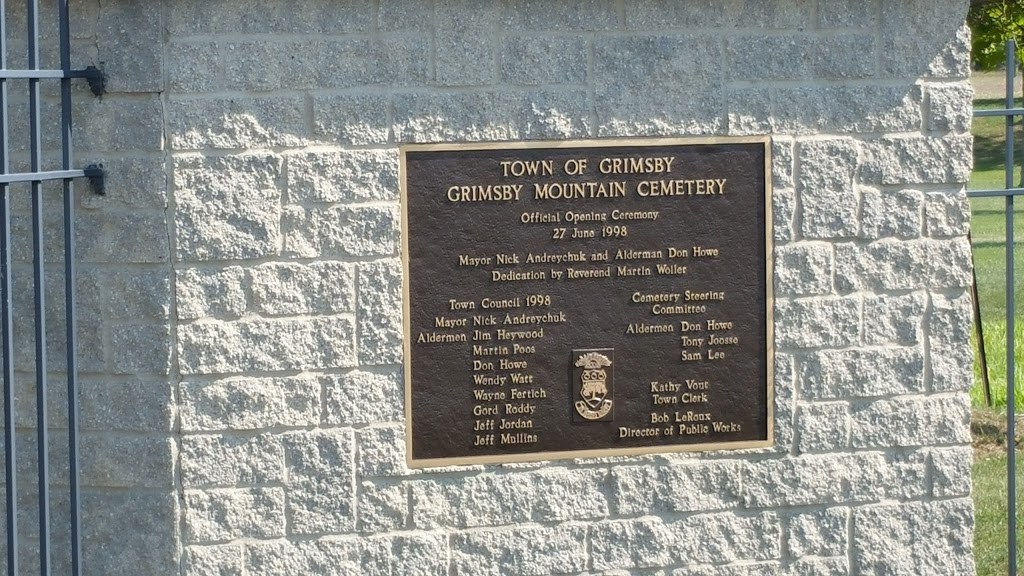 TOWN OF GRIMSBY
GRIMSBY MOUNTAIN CEMETERY
Official Opening Ceremony
27 June 1998
Mayor Nick Andreychuk and Alderman Don Howe
Dedication by Reverend Martin Wolter
Town Council 1998
Mayor Nick Andreychuk
Aldermen Jim Heywood
Martin Poos
Don Howe
Wendy Watt
Wayne Fertich
Gord Roddy
Jeff Jordan
Jeff Mullins
Cemetery Steering
Committee
Aldermen Don Howe
Tony Joosse
Sam Lee
Kathy Vout
Town Clerk
Bob LeRoux
Director of Public Works